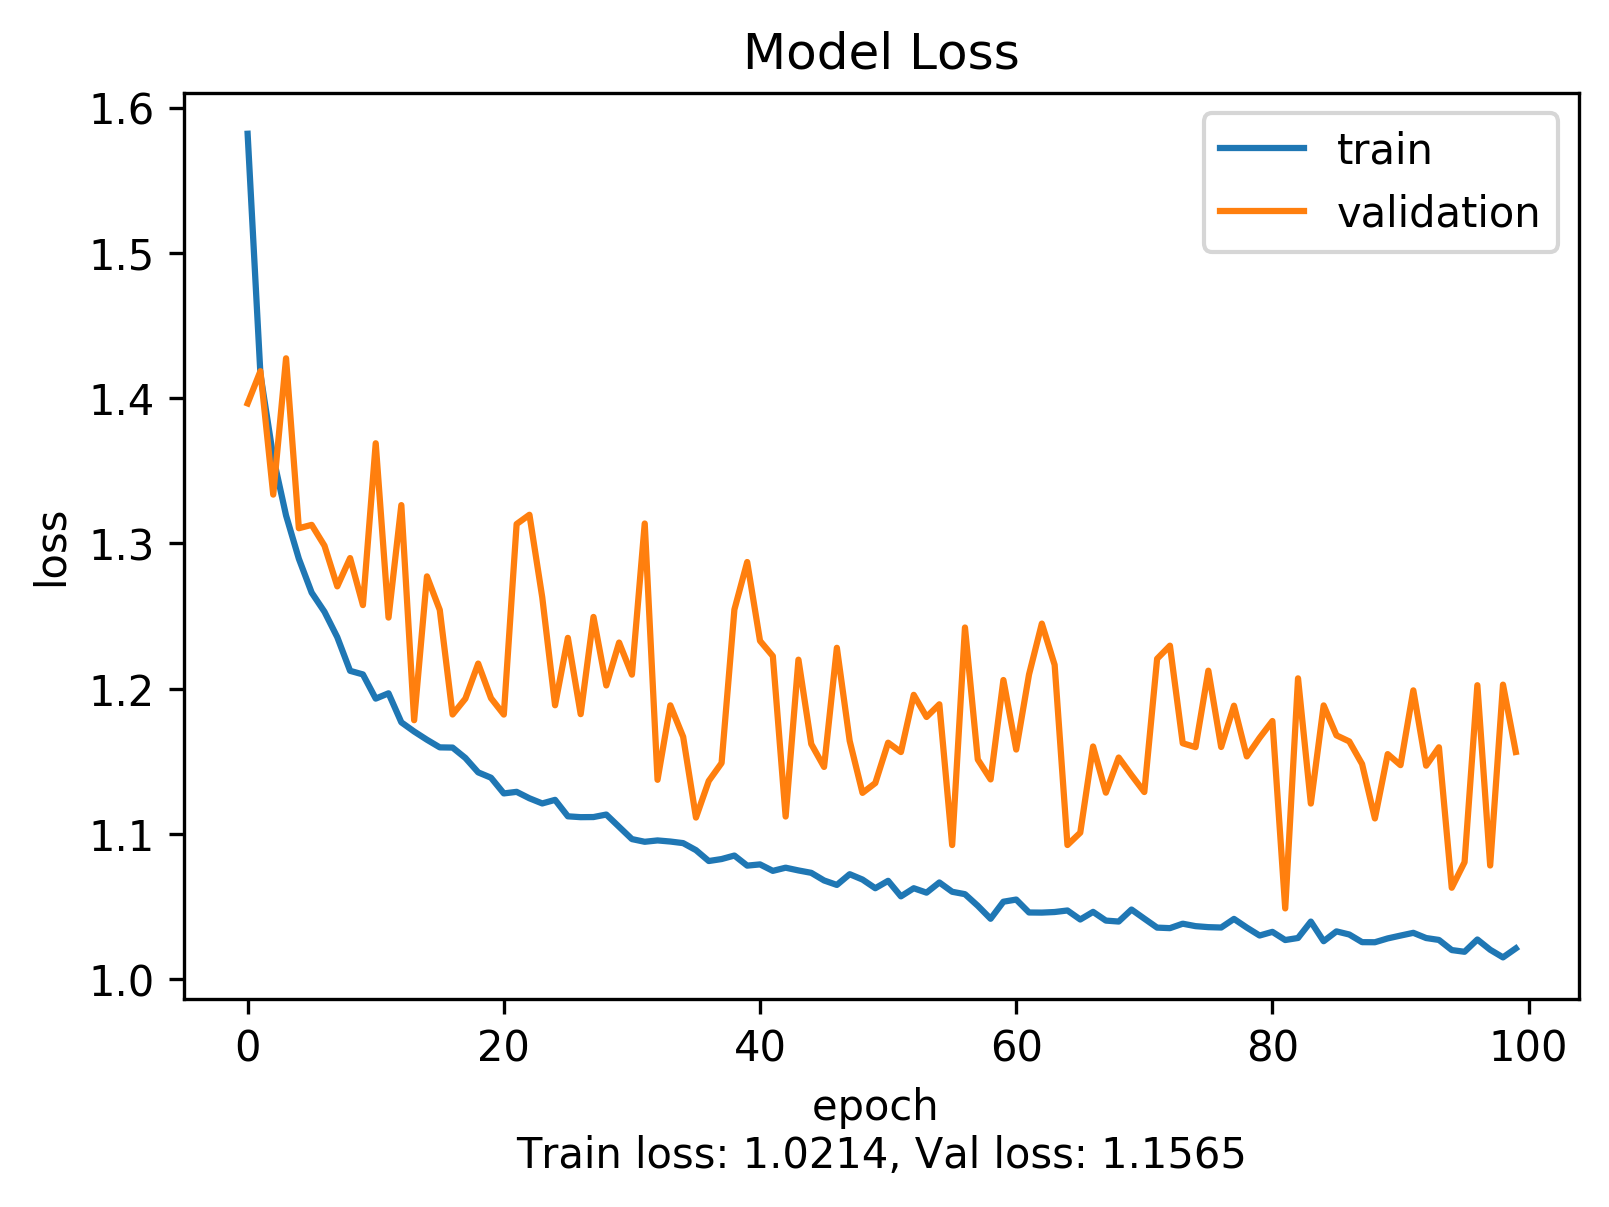 Model Loss
train
validation
loss
1.6
1.5
1.4
1.3
1.2
1.1
1.0
0 20 40 60 80 100
epoch
Train loss: 1.0214, Val loss: 1.1565